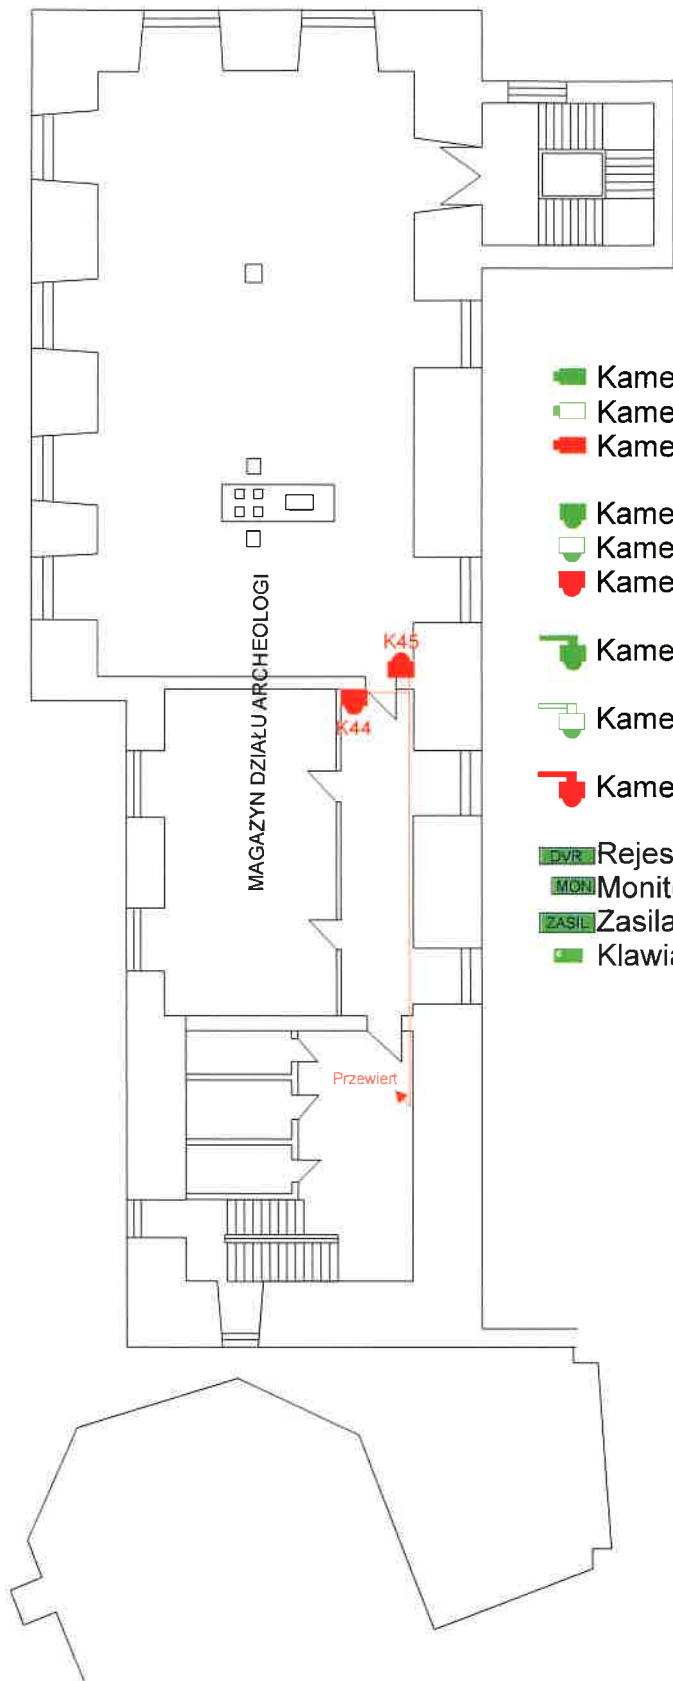 Kame
Kame
Kame
Kame
Kame
Kame
Kame
Kame
Kame
DVR Rejes
MON. Monit
ZASIL Zasila
Klawia
K45
K44
MAGAZYN DZIAŁU ARCHEOLOGI
Przewiert